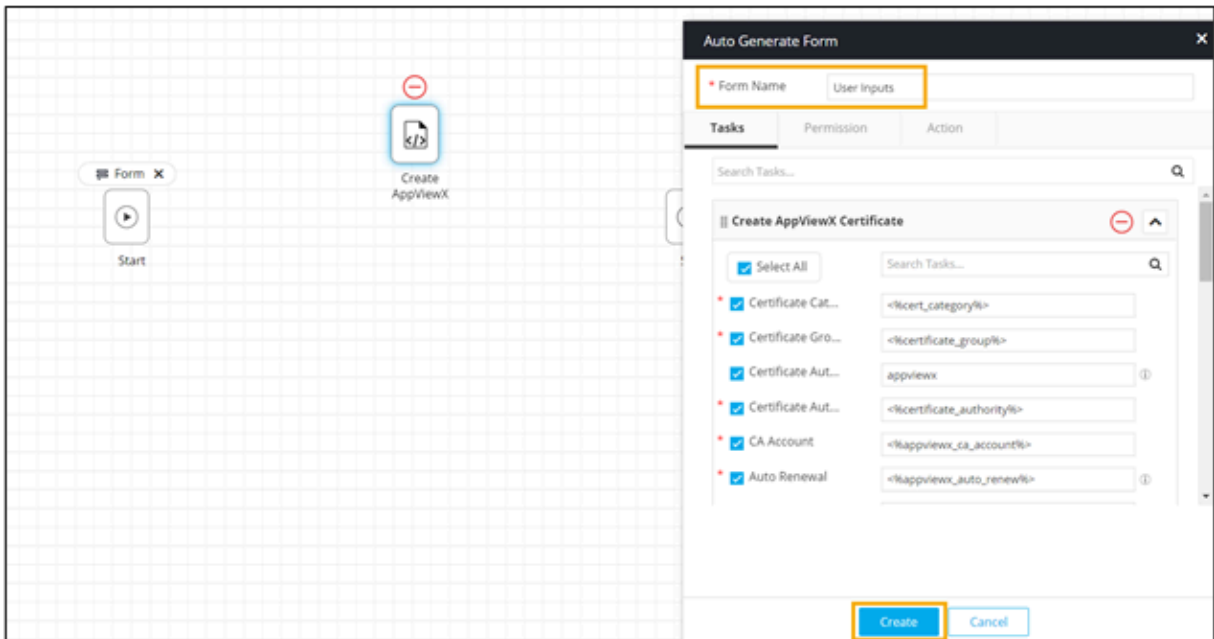 Auto Generate Form
* Form Name User Inputs
Tasks Permission Action
Search Tasks...
Create AppViewX Certificate
Select All Search Tasks...
* Certificate Cat... <%cert_category%>
* Certificate Gro... <%certificate_group%>
Certificate Aut... appviewx
* Certificate Aut... <%certificate_authority%>
* CA Account <%appviewx_ca_account%>
* Auto Renewal <%appviewx_auto_renew%>
Create Cancel
Create
AppViewX
Form
Start